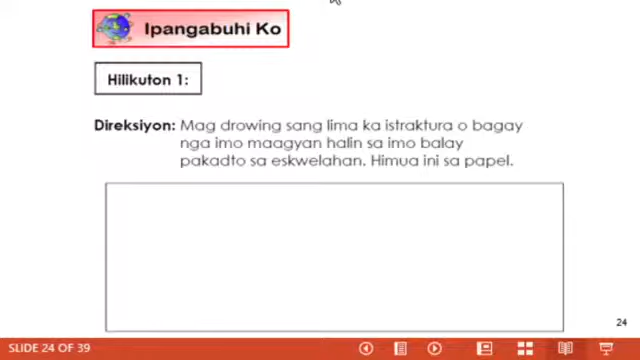 Ipangabuhi Ko
Hilikuton 1:
Direksiyon: Mag drowing sang lima ka istraktura o bagay
nga imo maagyan halin sa imo balay
pakadto sa eskwelahan. Himua ini sa papel.
24
SLIDE 24 OF 39